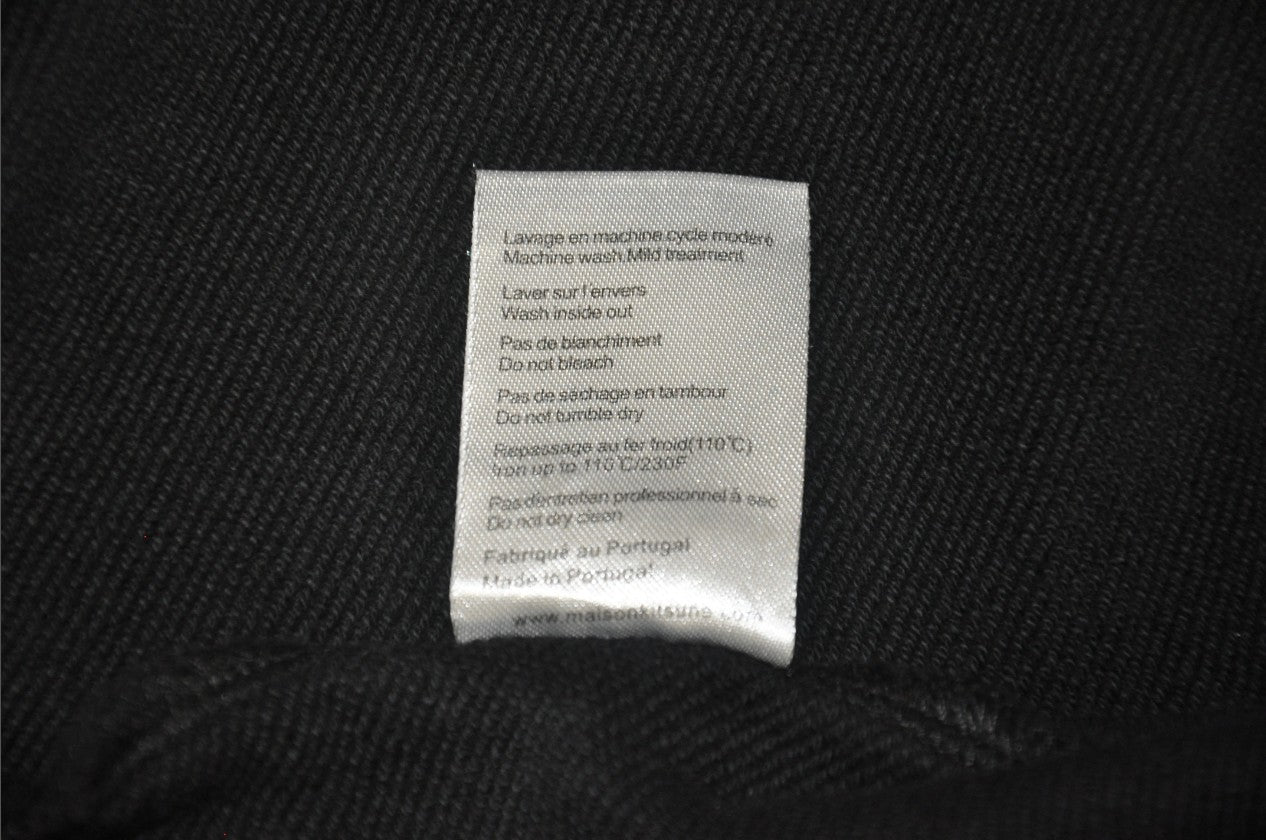 Lavage en machine cycle modéré
Machine wash Mild treatment
Laver sur l'envers
Wash inside out
Pas de blanchiment
Do not bleach
Pas de séchage en tambour
Do not tumble dry
Repassage au fer froid(110°C)
Iron up to 110°C/230F
Pas d'entretien professionnel à sec
Do not dry clean
Fabriqué au Portugal
Made in Portugal
www.maisonkitsune.com